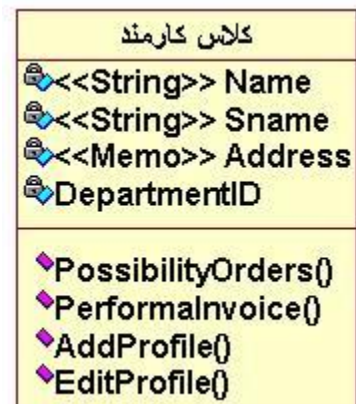 کلاس کارمند
<<String>> Name
<<String>> Sname
<<Memo>> Address
DepartmentID
PossibilityOrders()
PerformaInvoice()
AddProfile()
EditProfile()